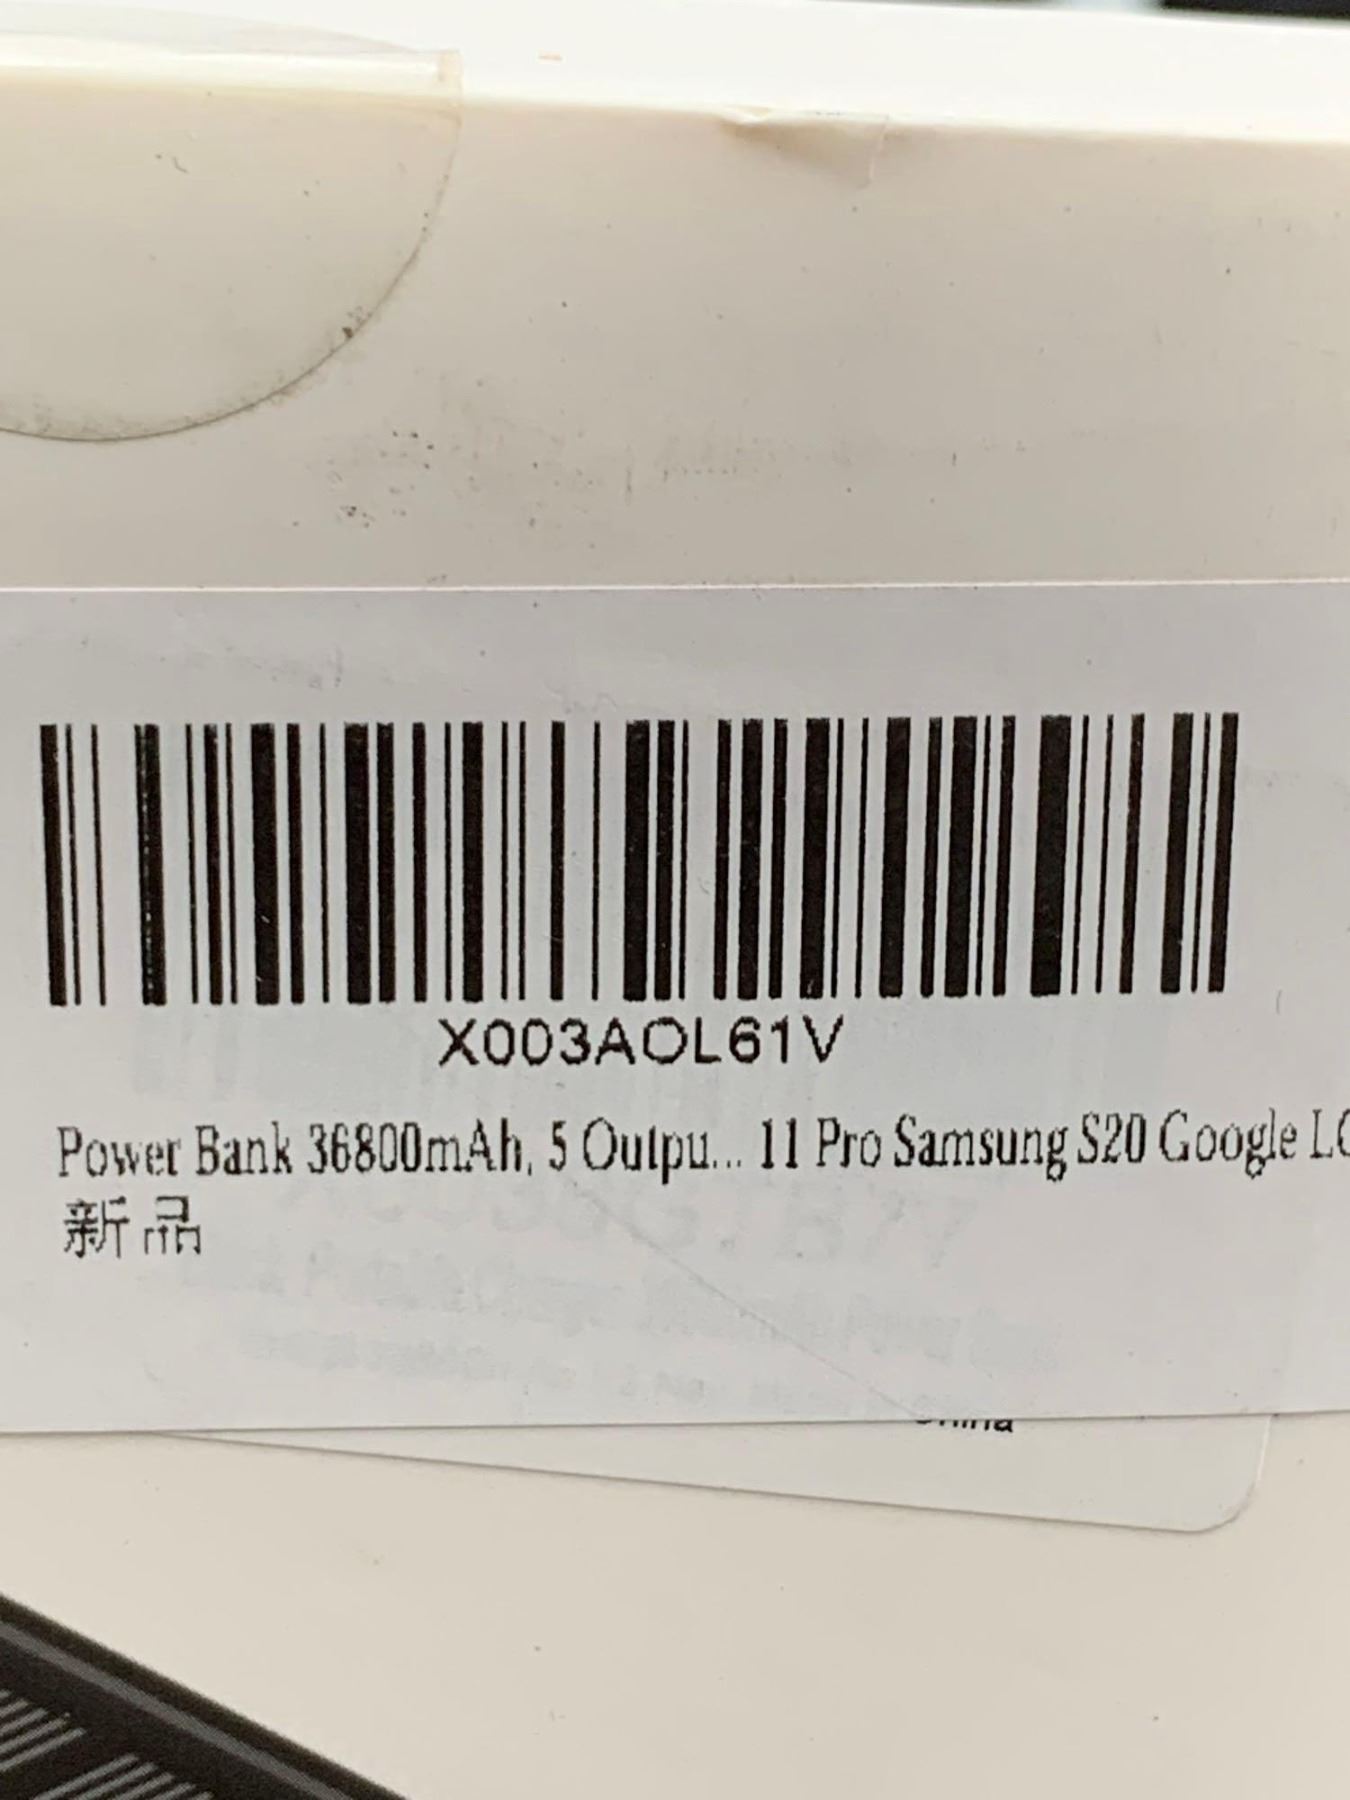 X003AOL61V
Power Bank 36800mAh, 5 Outpu... 11 Pro Samsung S20 Google
新品